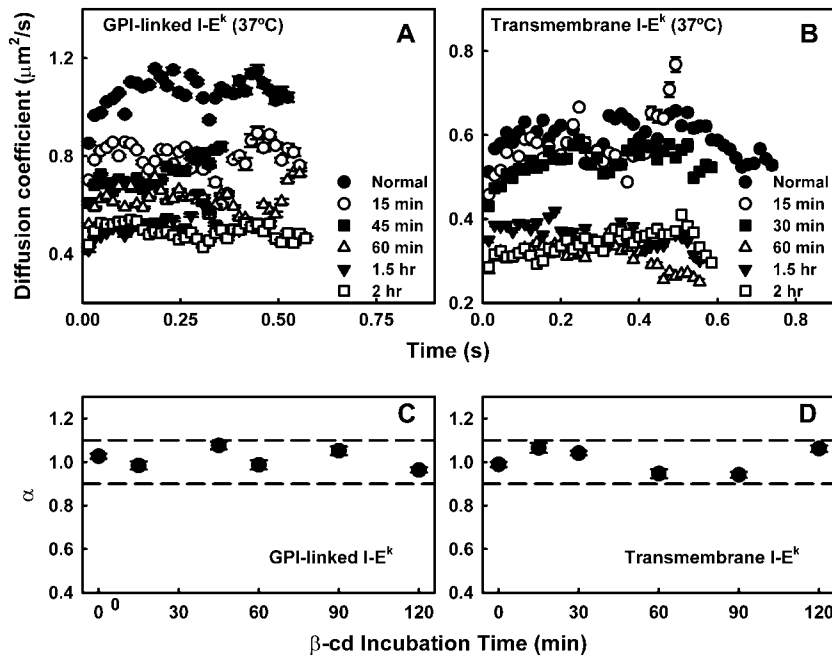 GPI-linked I-Eᵏ (37ºC)
A
Transmembrane I-Eᵏ (37ºC)
B
Diffusion coefficient (μm²/s)
1.2
0.8
0.4
0.8
0.6
0.4
0.2
Normal
15 min
45 min
60 min
1.5 hr
2 hr
Normal
15 min
30 min
60 min
1.5 hr
2 hr
0.00 0.25 0.50 0.75
0.0 0.2 0.4 0.6 0.8
Time (s)
C
D
α
1.2
1.0
0.8
0.6
0.4
1.2
1.0
0.8
0.6
0.4
GPI-linked I-Eᵏ
Transmembrane I-Eᵏ
0 0 30 60 90 120
0 30 60 90 120
β-cd Incubation Time (min)